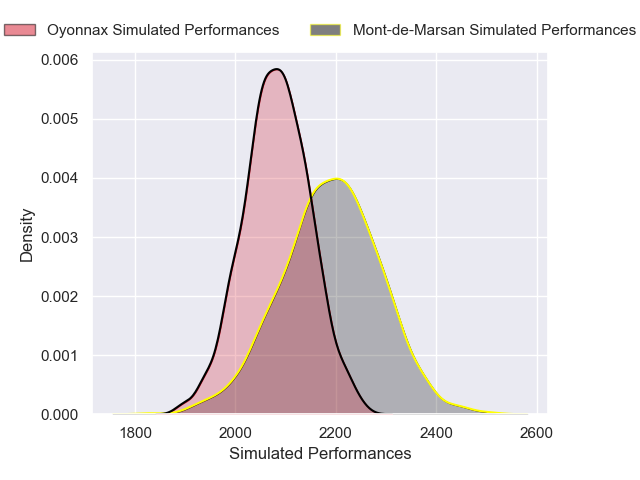 Oyonnax Simulated Performances
Mont-de-Marsan Simulated Performances
0.006
0.005
0.004
0.003
0.002
0.001
0.000
Density
1800 2000 2200 2400 2600
Simulated Performances